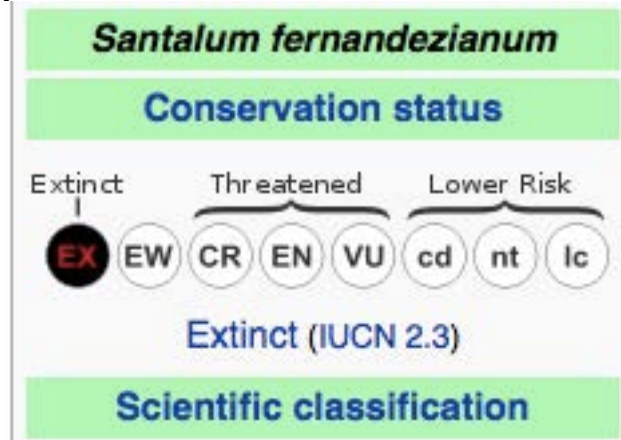 Santalum fernandezianum
Conservation status
Extinct Threatened Lower Risk
EX EW CR EN VU cd nt lc
Extinct (IUCN 2.3)
Scientific classification